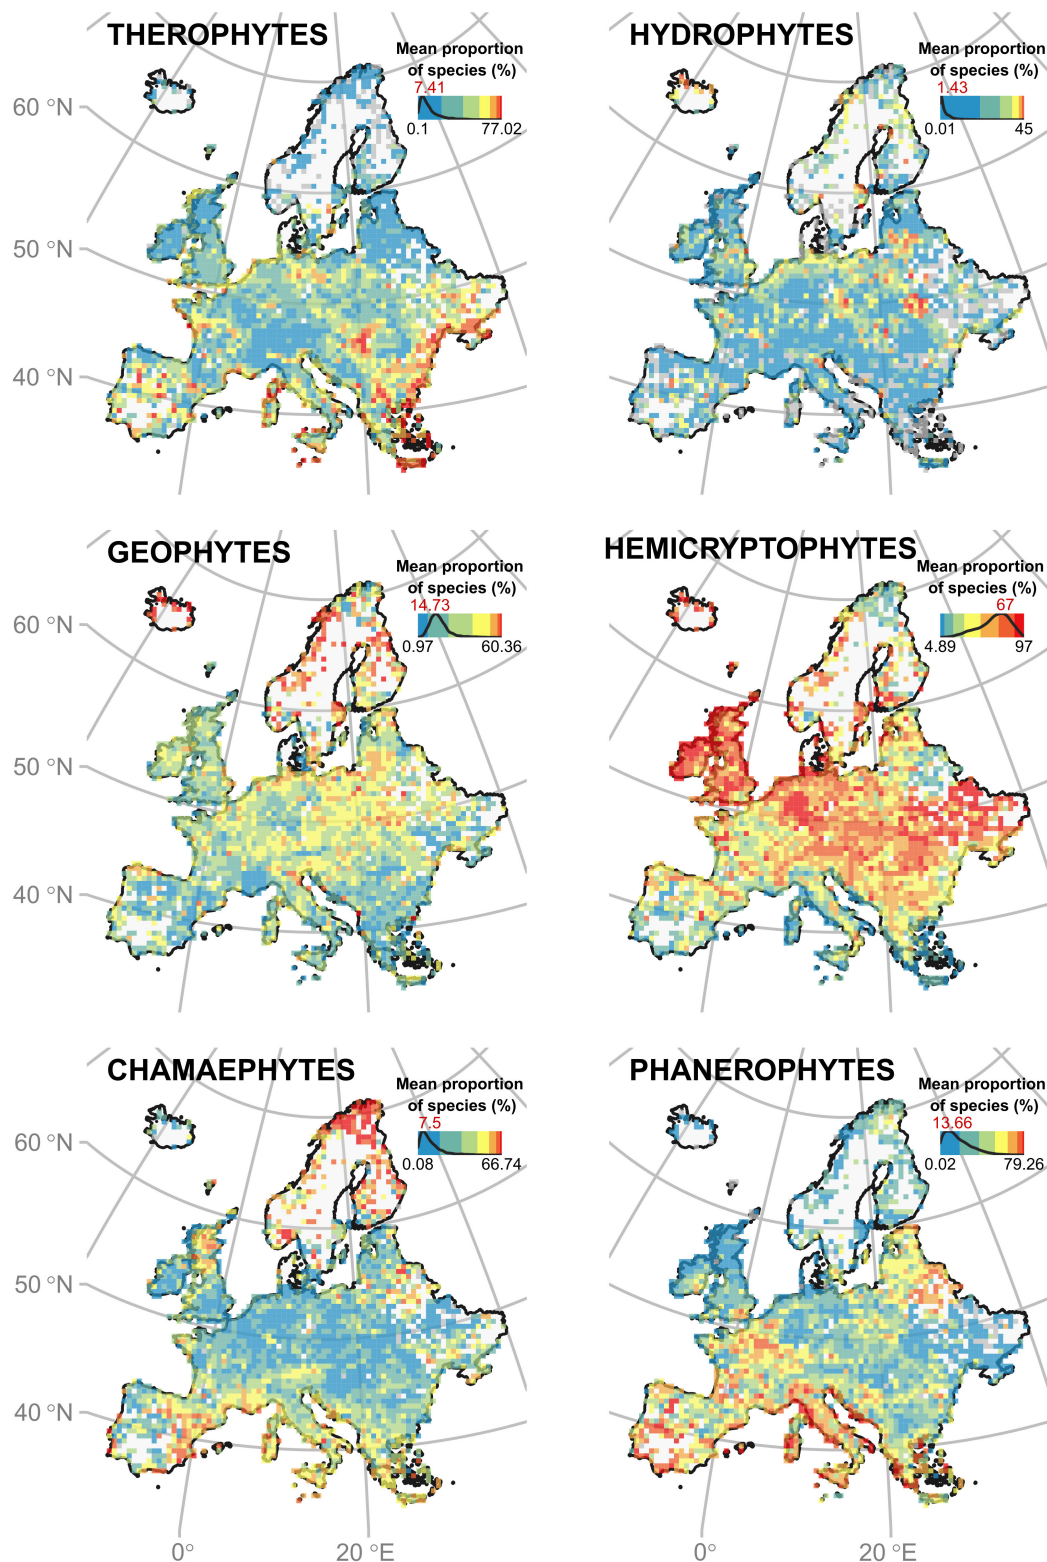 THEROPHYTES
Mean proportion
of species (%)
7.41
0.1 77.02
HYDROPHYTES
Mean proportion
of species (%)
1.43
0.01 45
60 °N
50 °N
40 °N
GEOPHYTES
Mean proportion
of species (%)
14.73
0.97 60.36
HEMICRYPTOPHYTES
Mean proportion
of species (%)
67
4.89 97
60 °N
50 °N
40 °N
CHAMAEPHYTES
Mean proportion
of species (%)
7.5
0.08 66.74
PHANEROPHYTES
Mean proportion
of species (%)
13.66
0.02 79.26
60 °N
50 °N
40 °N
0° 20 °E 0° 20 °E